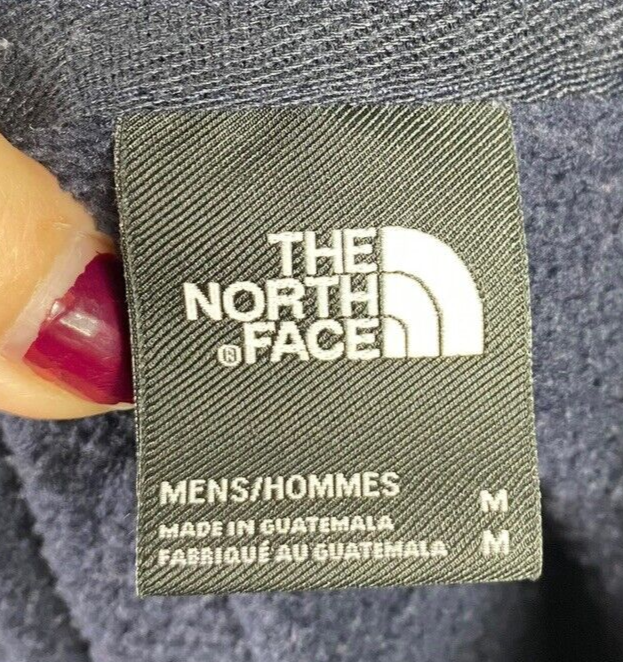 THE
NORTH
®FACE
MENS/HOMMES M
MADE IN GUATEMALA
FABRIQUÉ AU GUATEMALA M